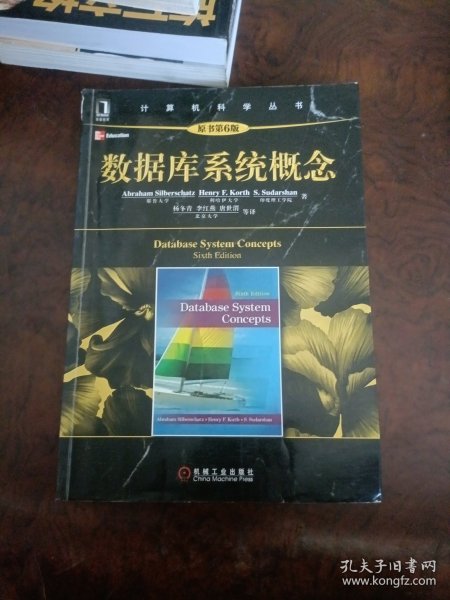 计算机科学丛书
Education
原书第6版
数据库系统概念
Abraham Silberschatz Henry F. Korth S. Sudarshan 著
耶鲁大学 利哈伊大学 印度理工学院
杨冬青 李红燕 唐世渭 等译
北京大学
Database System Concepts
Sixth Edition
Sixth Edition
Database System
Concepts
Abraham Silberschatz • Henry F. Korth • S. Sudarshan
机械工业出版社
China Machine Press
孔夫子旧书网
www.kongfz.com